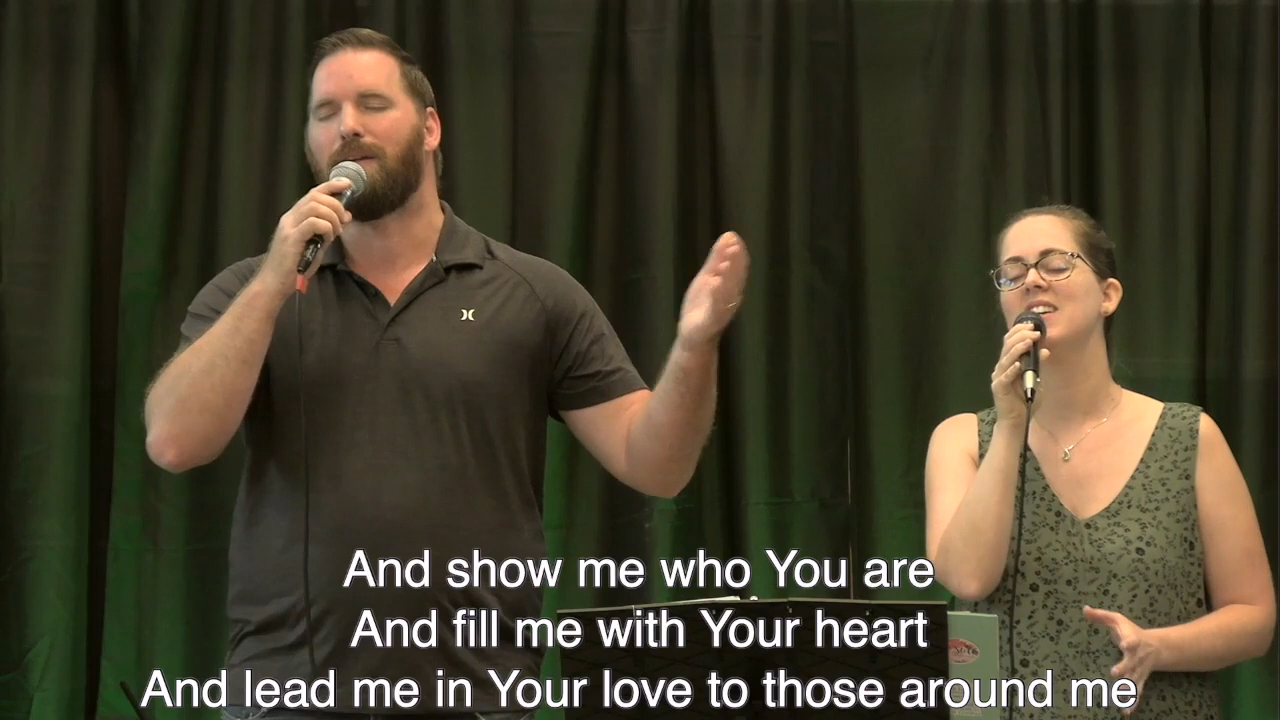 And show me who You are
And fill me with Your heart
And lead me in Your love to those around me